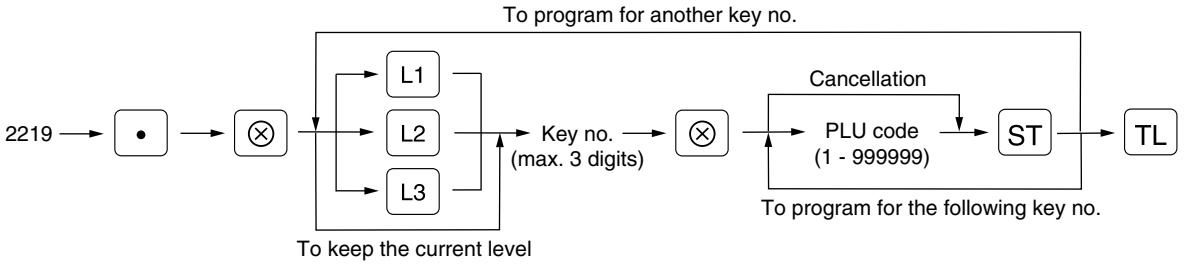 To program for another key no.
L1
Cancellation
2219 • ⊗ L2 Key no. ⊗ PLU code ST TL
(max. 3 digits) (1 - 999999)
L3
To program for the following key no.
To keep the current level